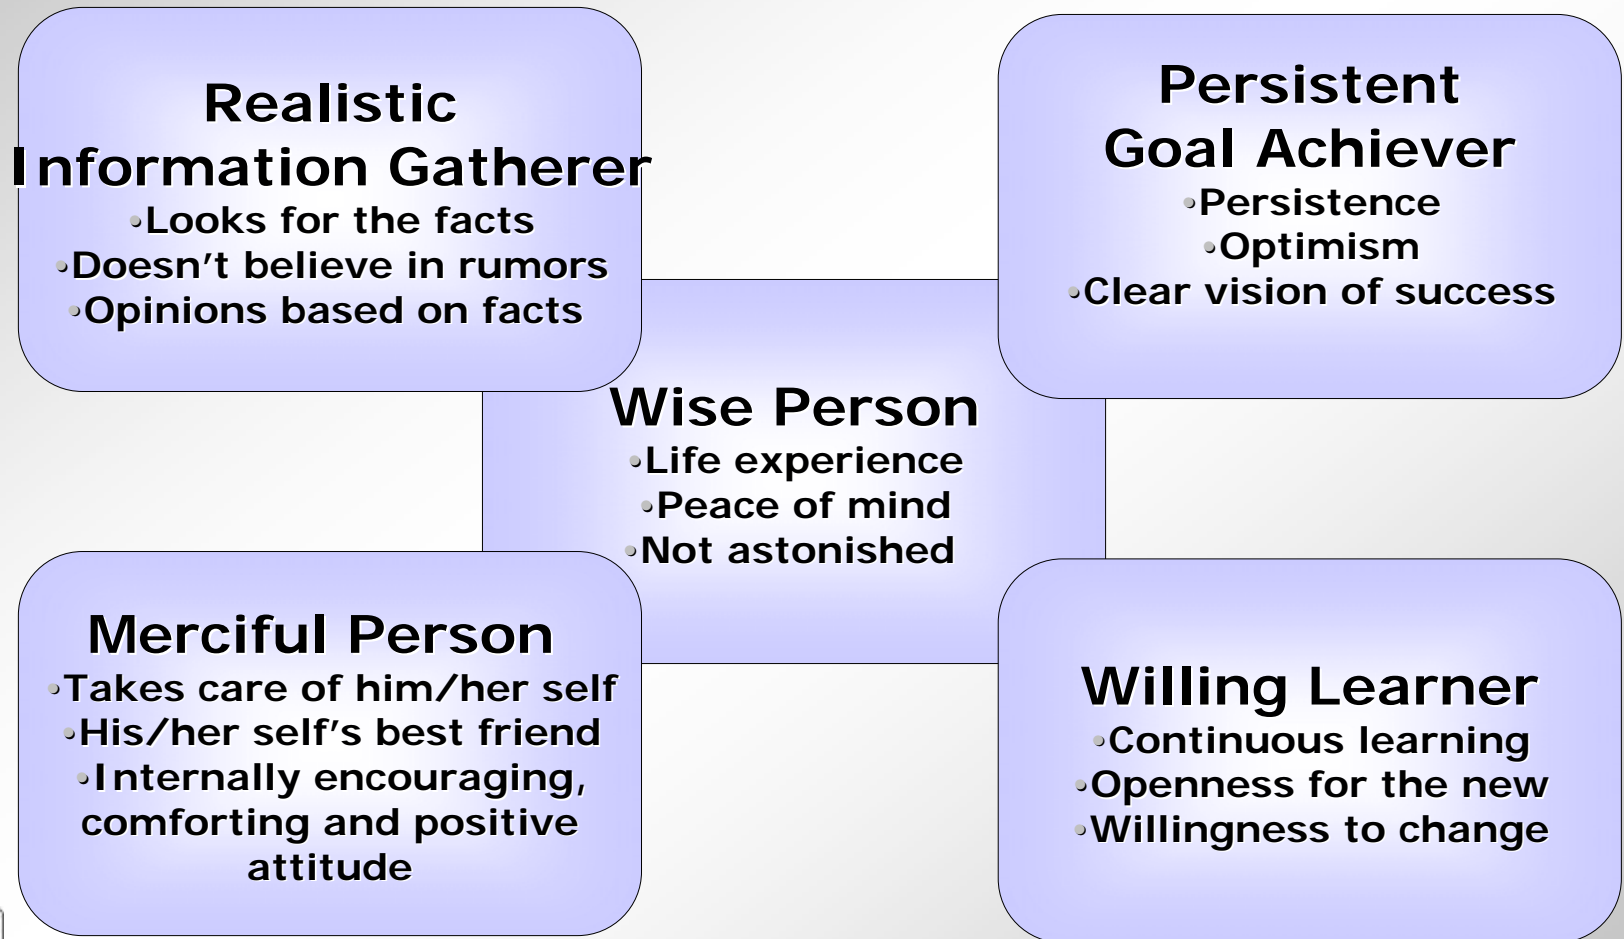 Realistic
Information Gatherer
•Looks for the facts
•Doesn't believe in rumors
•Opinions based on facts
Persistent
Goal Achiever
•Persistence
•Optimism
•Clear vision of success
Wise Person
•Life experience
•Peace of mind
•Not astonished
Merciful Person
•Takes care of him/her self
•His/her self's best friend
•Internally encouraging,
comforting and positive
attitude
Willing Learner
•Continuous learning
•Openness for the new
•Willingness to change